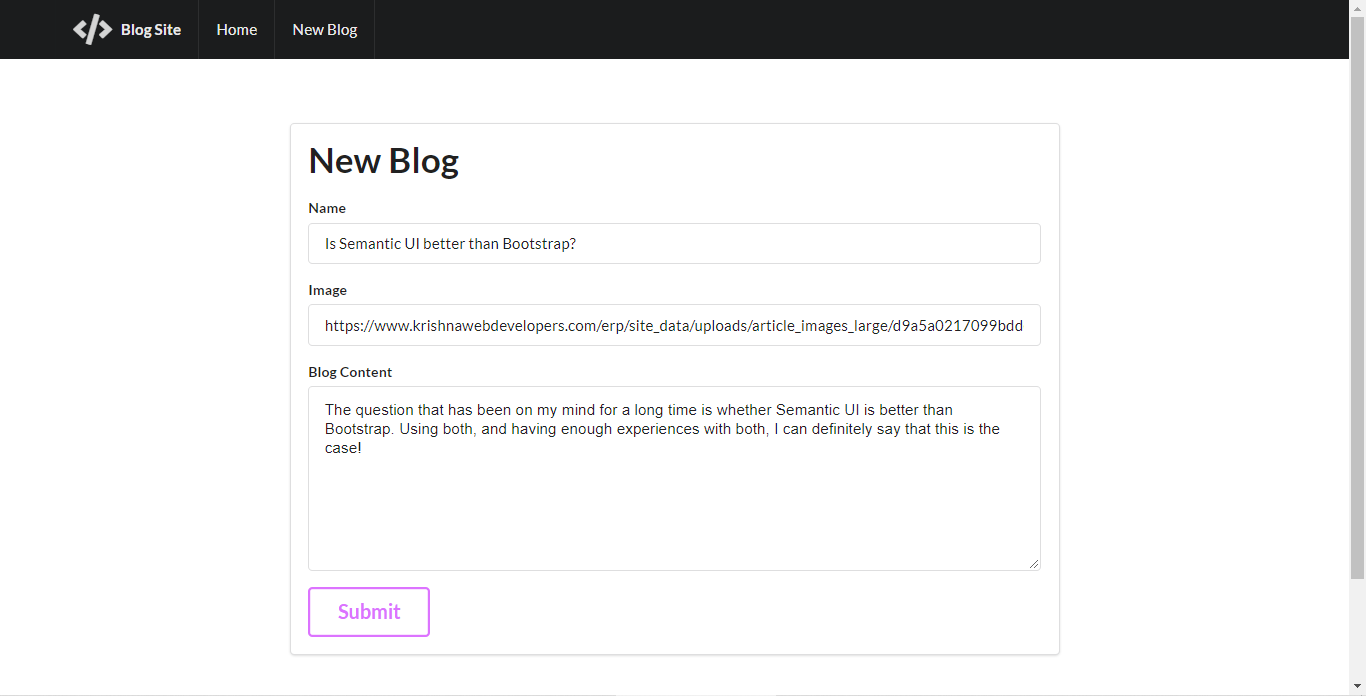 </> Blog Site Home New Blog
New Blog
Name
Is Semantic UI better than Bootstrap?
Image
https://www.krishnawebdevelopers.com/erp/site_data/uploads/article_images_large/d9a5a0217099bdd
Blog Content
The question that has been on my mind for a long time is whether Semantic UI is better than
Bootstrap. Using both, and having enough experiences with both, I can definitely say that this is the
case!
Submit